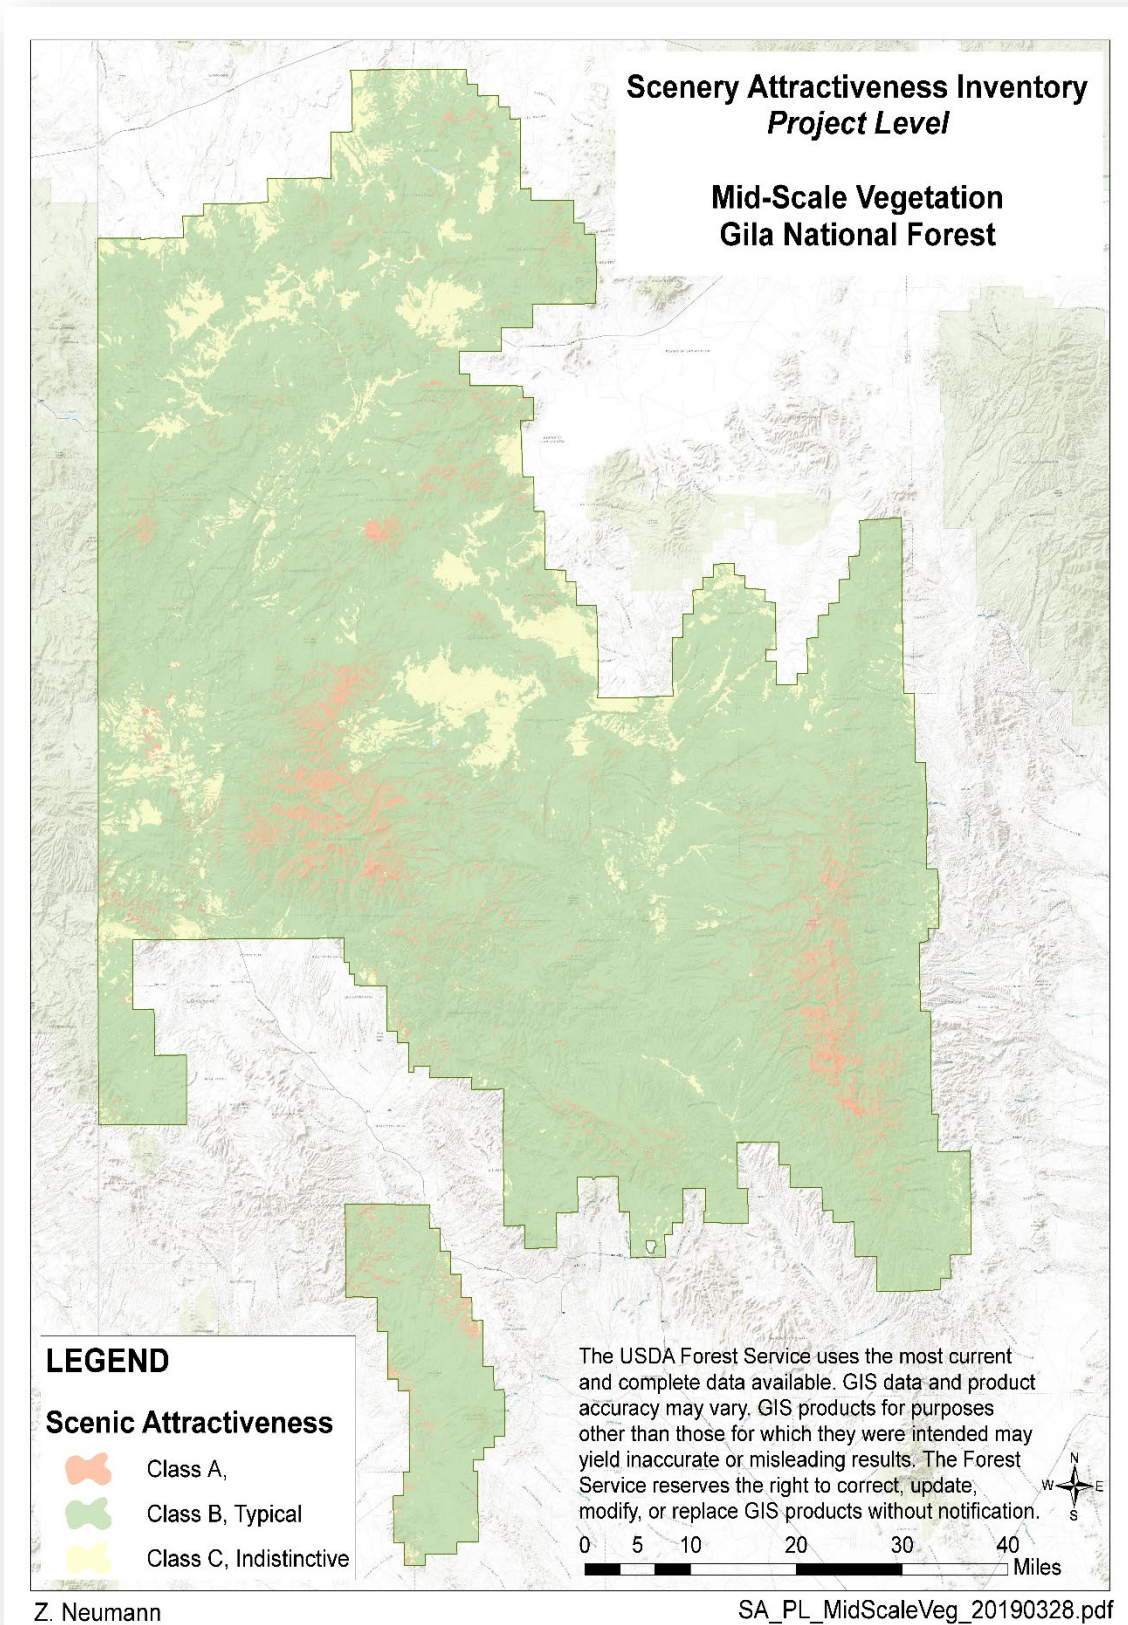 Scenery Attractiveness Inventory
Project Level
Mid-Scale Vegetation
Gila National Forest
LEGEND
Scenic Attractiveness
Class A,
Class B, Typical
Class C, Indistinctive
The USDA Forest Service uses the most current
and complete data available. GIS data and product
accuracy may vary. GIS products for purposes
other than those for which they were intended may
yield inaccurate or misleading results. The Forest
Service reserves the right to correct, update,
modify, or replace GIS products without notification.
N
W E
S
0 5 10 20 30 40
Miles
Z. Neumann
SA_PL_MidScaleVeg_20190328.pdf